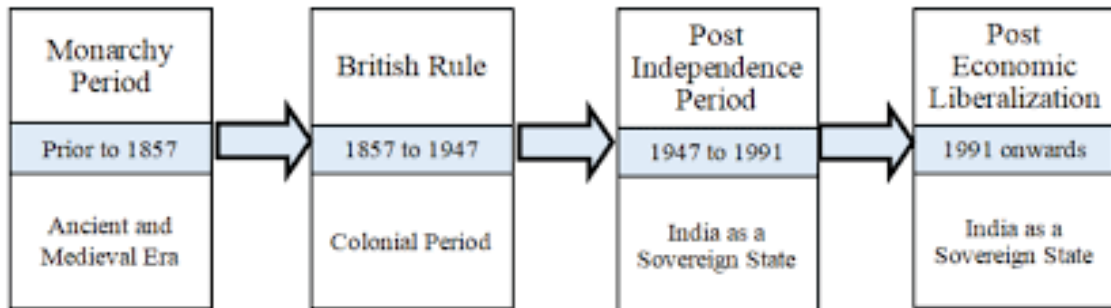 Monarchy
Period
Prior to 1857
Ancient and
Medieval Era
British Rule
1857 to 1947
Colonial Period
Post
Independence
Period
1947 to 1991
India as a
Sovereign State
Post
Economic
Liberalization
1991 onwards
India as a
Sovereign State